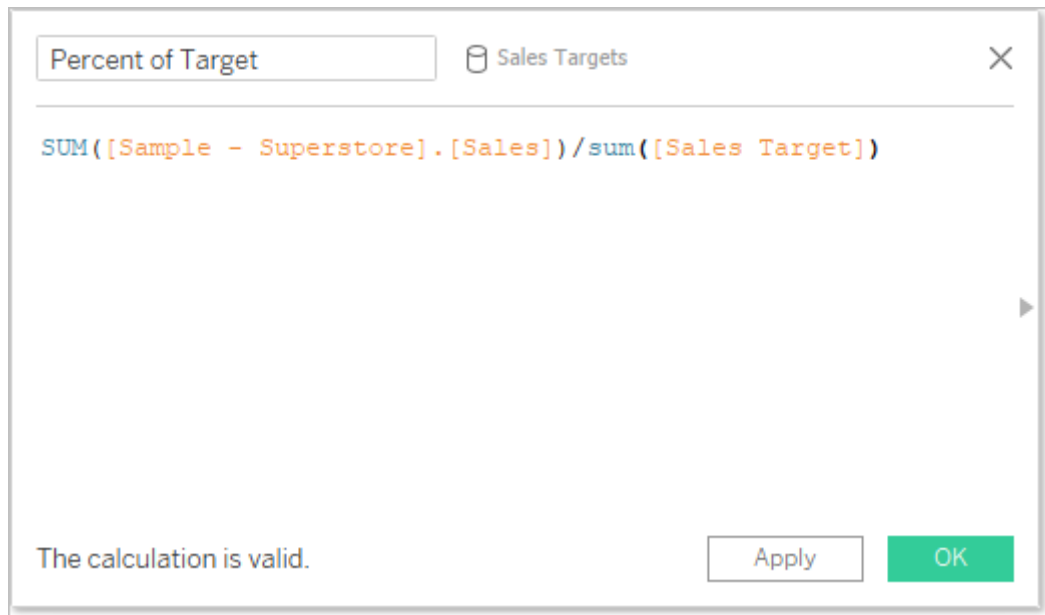 Percent of Target Sales Targets
SUM([Sample - Superstore].[Sales])/sum([Sales Target])
The calculation is valid. Apply OK